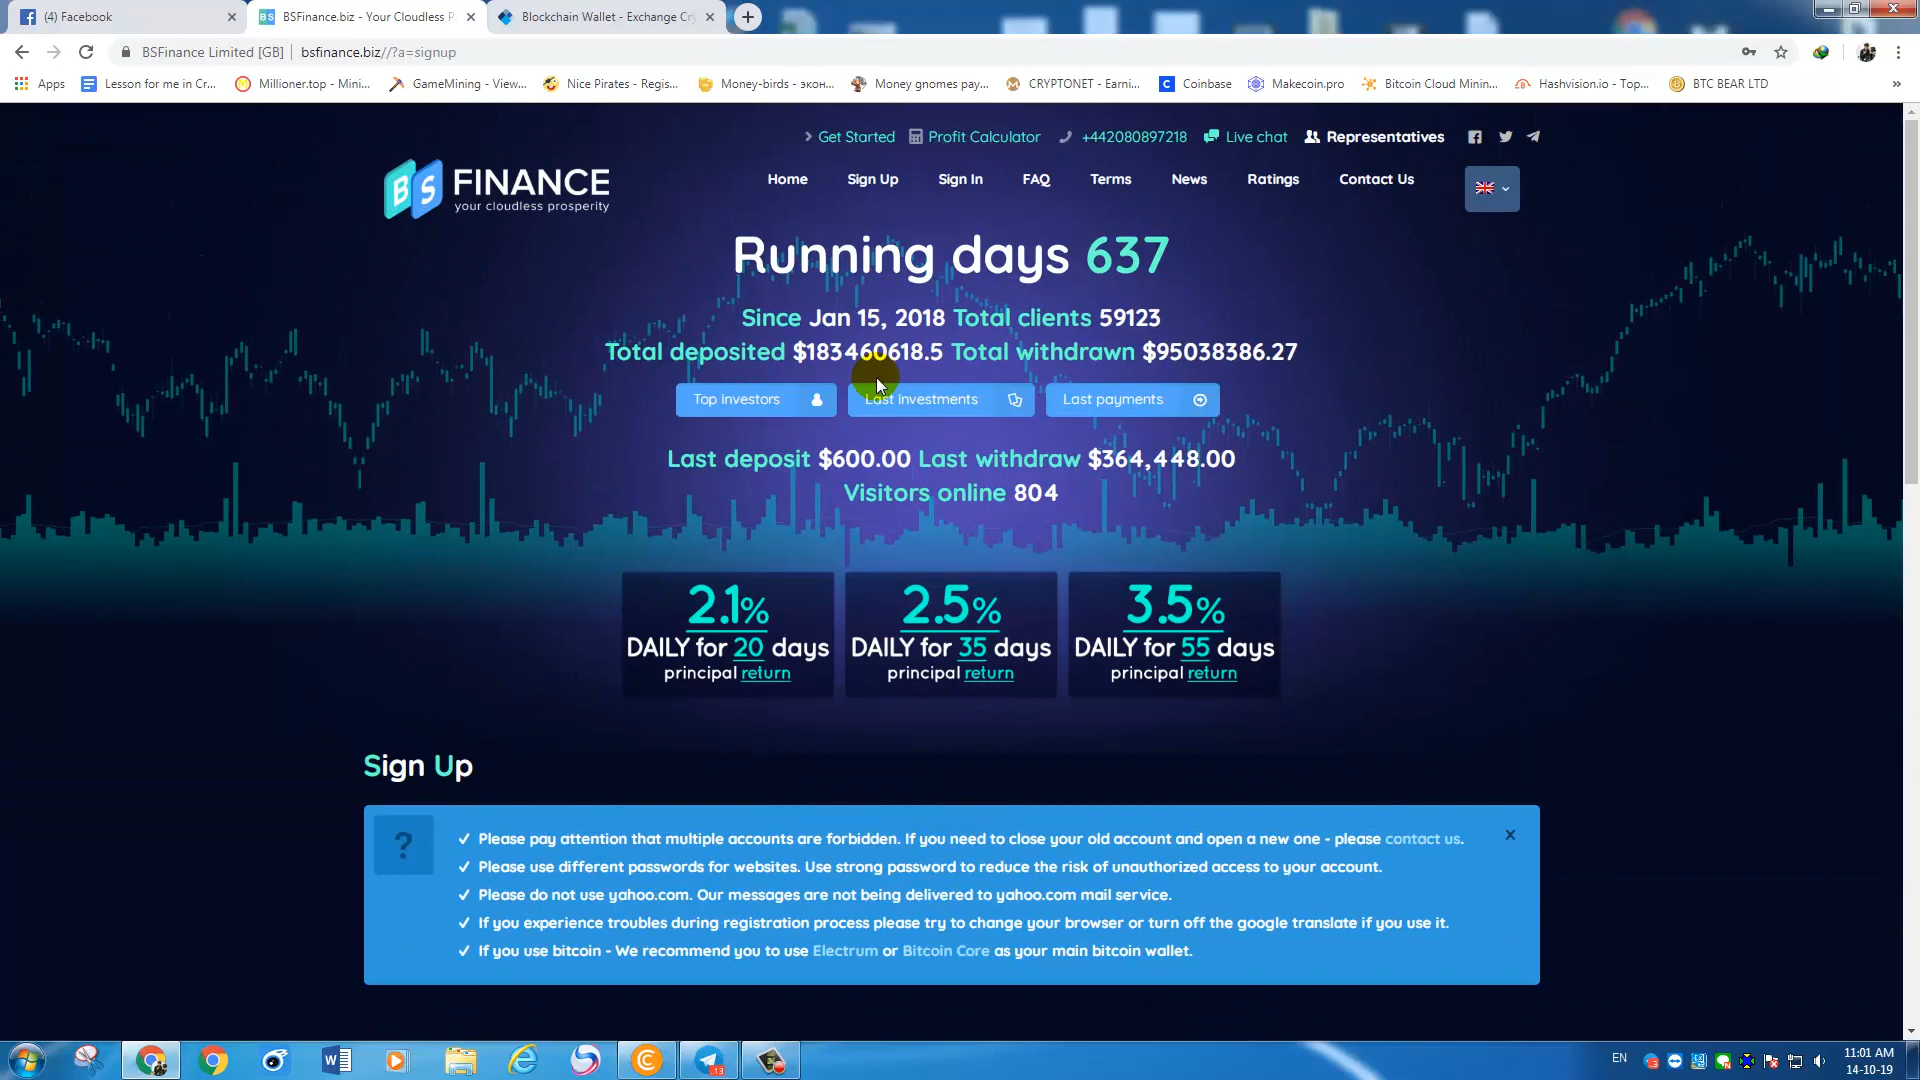 (4) Facebook
BSFinance.biz - Your Cloudless P
Blockchain Wallet - Exchange Cry
BSFinance Limited [GB] | bsfinance.biz//?a=signup
Apps
Lesson for me in Cr...
Millioner.top - Mini...
GameMining - View...
Nice Pirates - Regis...
Money-birds - экон...
Money gnomes pay...
CRYPTONET - Earni...
Coinbase
Makecoin.pro
Bitcoin Cloud Minin...
Hashvision.io - Top...
BTC BEAR LTD
Get Started
Profit Calculator
+442080897218
Live chat
Representatives
BS FINANCE
your cloudless prosperity
Home
Sign Up
Sign In
FAQ
Terms
News
Ratings
Contact Us
Running days 637
Since Jan 15, 2018 Total clients 59123
Total deposited $183460618.5 Total withdrawn $95038386.27
Top investors
Last investments
Last payments
Last deposit $600.00 Last withdraw $364,448.00
Visitors online 804
2.1%
DAILY for 20 days
principal return
2.5%
DAILY for 35 days
principal return
3.5%
DAILY for 55 days
principal return
Sign Up
?
Please pay attention that multiple accounts are forbidden. If you need to close your old account and open a new one - please contact us.
Please use different passwords for websites. Use strong password to reduce the risk of unauthorized access to your account.
Please do not use yahoo.com. Our messages are not being delivered to yahoo.com mail service.
If you experience troubles during registration process please try to change your browser or turn off the google translate if you use it.
If you use bitcoin - We recommend you to use Electrum or Bitcoin Core as your main bitcoin wallet.
EN
11:01 AM
14-10-19